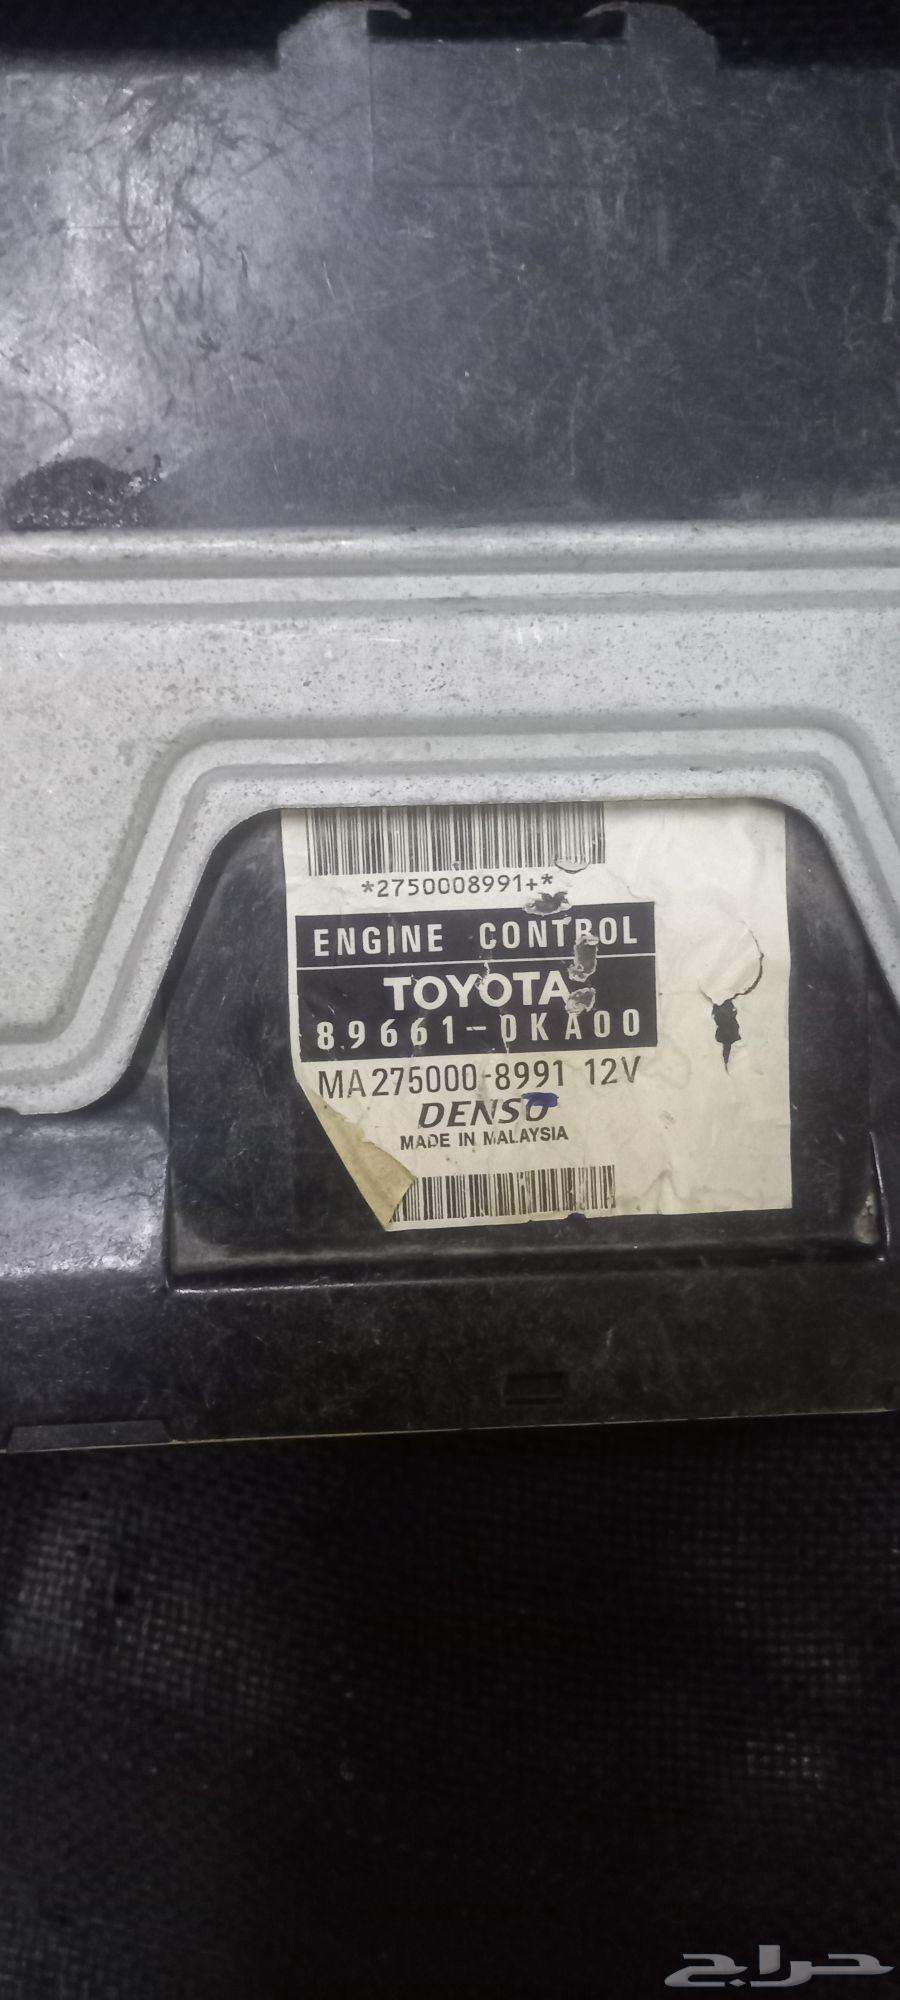 *2750008991+*
ENGINE CONTROL
TOYOTA
89661-0KA00
MA275000-8991 12V
DENSO
MADE IN MALAYSIA
حراج